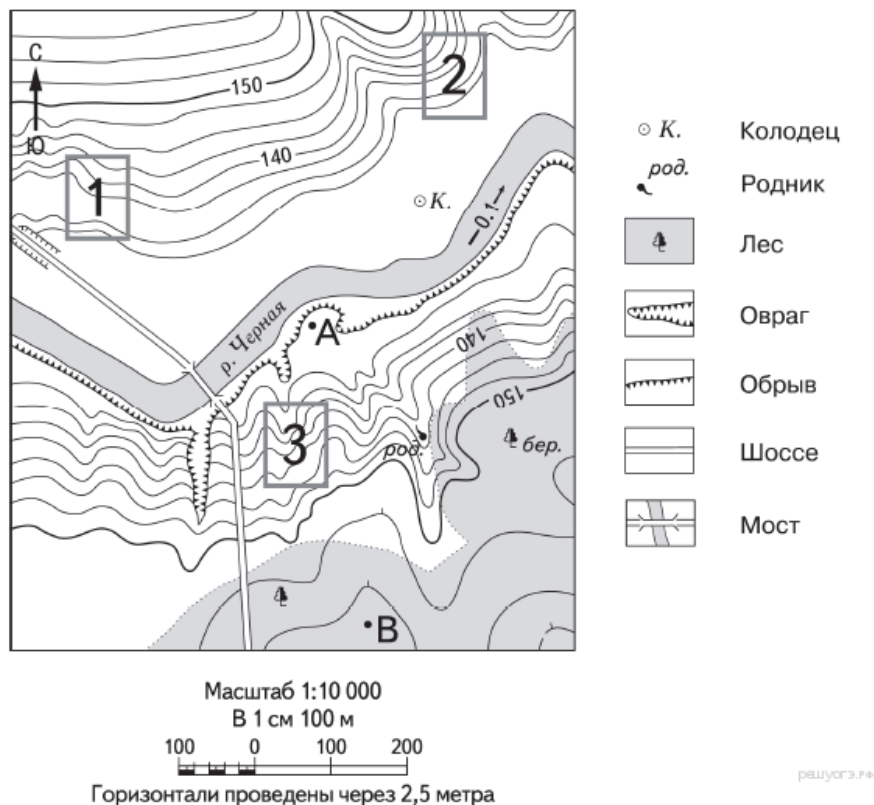 С
Ю
150
2
140
1
К.
0.1
р. Черная
А
140
150
3
род.
бер.
В
К. Колодец
род. Родник
Лес
Овраг
Обрыв
Шоссе
Мост
Масштаб 1:10 000
В 1 см 100 м
100 0 100 200
Горизонтали проведены через 2,5 метра
решуогэ.рф